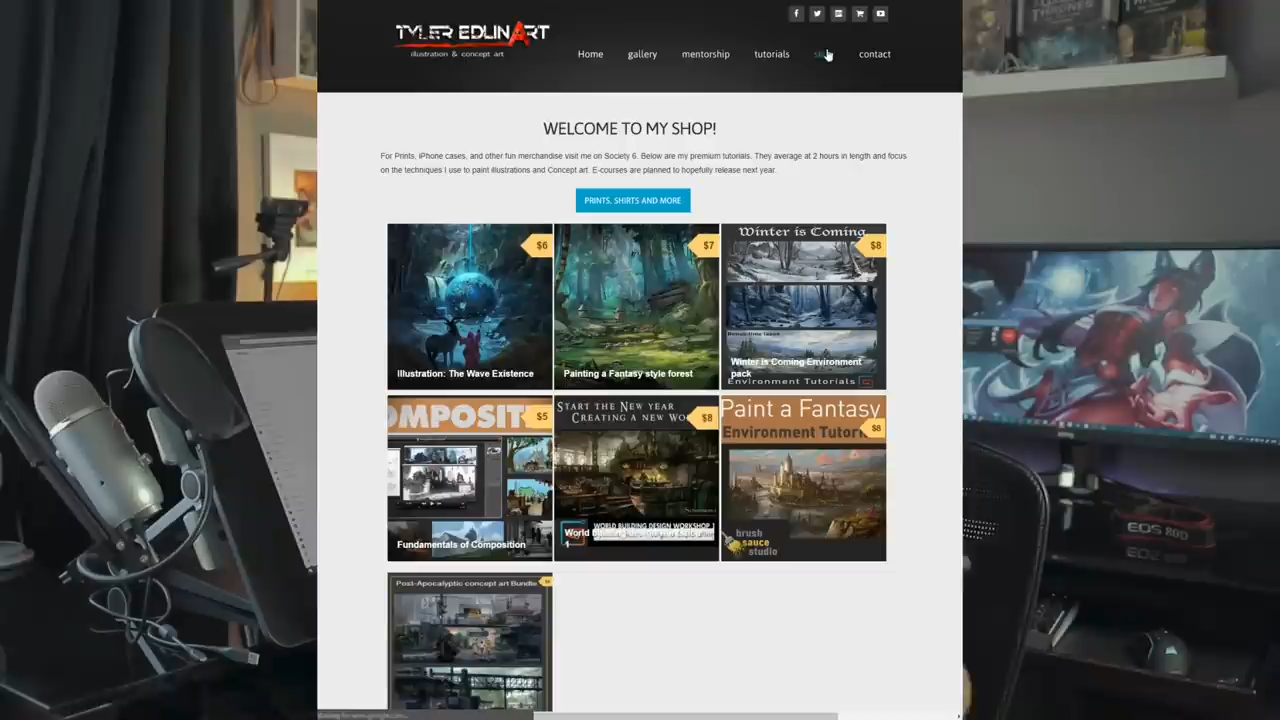 TYLER EDLINART
illustration & concept art
Home gallery mentorship tutorials contact
WELCOME TO MY SHOP!
For Prints, iPhone cases, and other fun merchandise visit me on Society 6. Below are my premium tutorials. They average at 2 hours in length and focus
on the techniques I use to paint illustrations and Concept art. E-courses are planned to hopefully release next year.
PRINTS, SHIRTS AND MORE
$6
Illustration: The Wave Existence
$7
Painting a Fantasy style forest
Winter is Coming
$8
Winter is Coming Environment
pack
Environment Tutorials
OMPOSIT
$5
Fundamentals of Composition
START THE NEW YEAR
CREATING A NEW WO
$8
WORLD BUILDING DESIGN WORKSHOP
World
1
Paint a Fantasy
Environment Tutori
$8
brush
sauce
studio
Post-Apocalyptic concept art Bundle
THRONES
EOS 80D